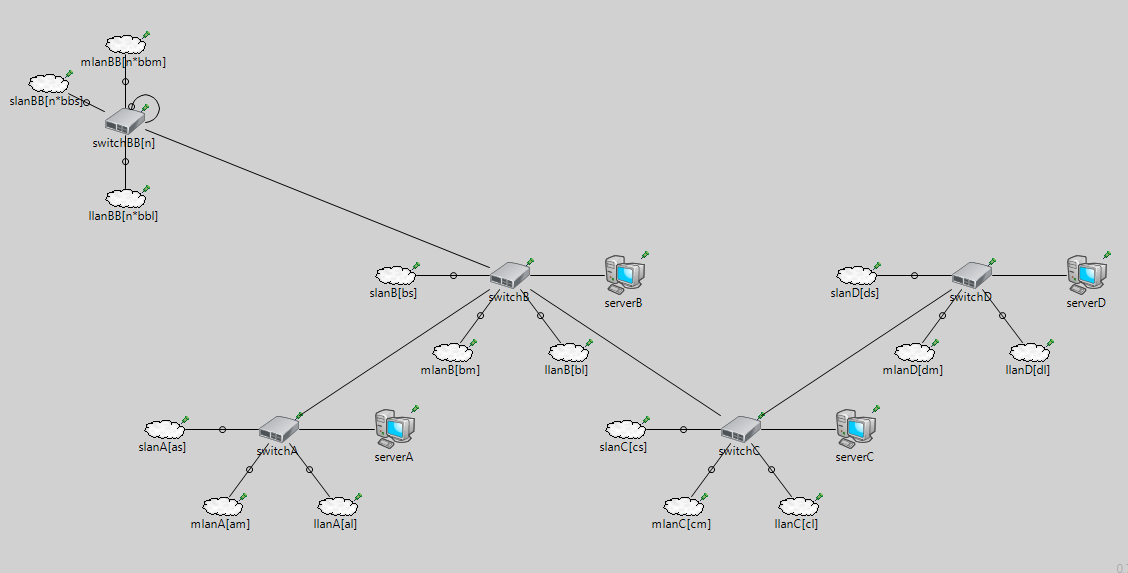 mlanBB[n*bbm]
slanBB[n*bbs]
switchBB[n]
llanBB[n*bbl]
slanB[bs]
switchB
serverB
slanD[ds]
switchD
serverD
mlanB[bm]
llanB[bl]
mlanD[dm]
llanD[dl]
slanA[as]
switchA
serverA
slanC[cs]
switchC
serverC
mlanA[am]
llanA[al]
mlanC[cm]
llanC[cl]